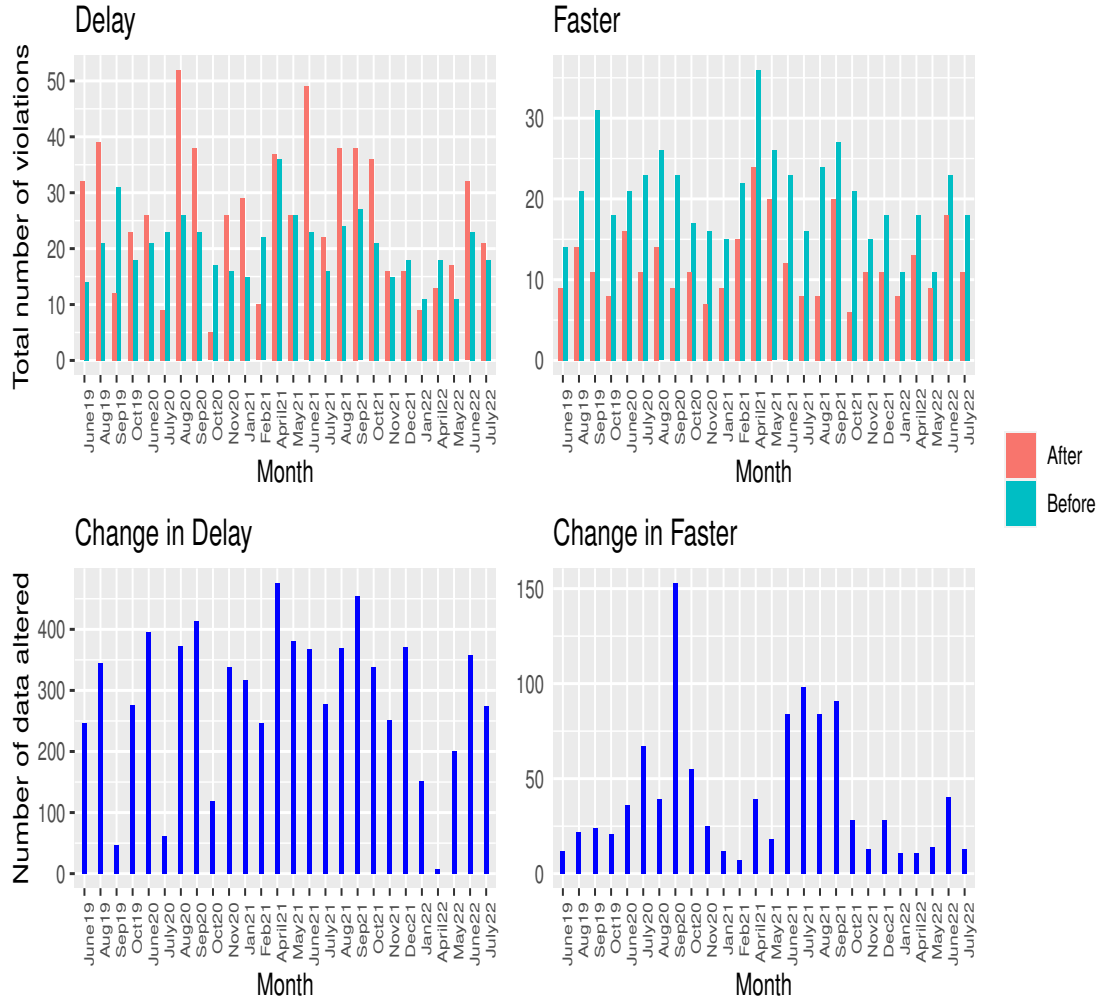 Delay
Total number of violations
50
40
30
20
10
0
June19
Aug19
Sep19
Oct19
June20
July20
Aug20
Sep20
Oct20
Nov20
Jan21
Feb21
April21
May21
June21
July21
Aug21
Sep21
Oct21
Nov21
Dec21
Jan22
April22
May22
June22
July22
Month
Faster
30
20
10
0
June19
Aug19
Sep19
Oct19
June20
July20
Aug20
Sep20
Oct20
Nov20
Jan21
Feb21
April21
May21
June21
July21
Aug21
Sep21
Oct21
Nov21
Dec21
Jan22
April22
May22
June22
July22
Month
After
Before
Change in Delay
Number of data altered
400
300
200
100
0
June19
Aug19
Sep19
Oct19
June20
July20
Aug20
Sep20
Oct20
Nov20
Jan21
Feb21
April21
May21
June21
July21
Aug21
Sep21
Oct21
Nov21
Dec21
Jan22
April22
May22
June22
July22
Month
Change in Faster
150
100
50
0
June19
Aug19
Sep19
Oct19
June20
July20
Aug20
Sep20
Oct20
Nov20
Jan21
Feb21
April21
May21
June21
July21
Aug21
Sep21
Oct21
Nov21
Dec21
Jan22
April22
May22
June22
July22
Month